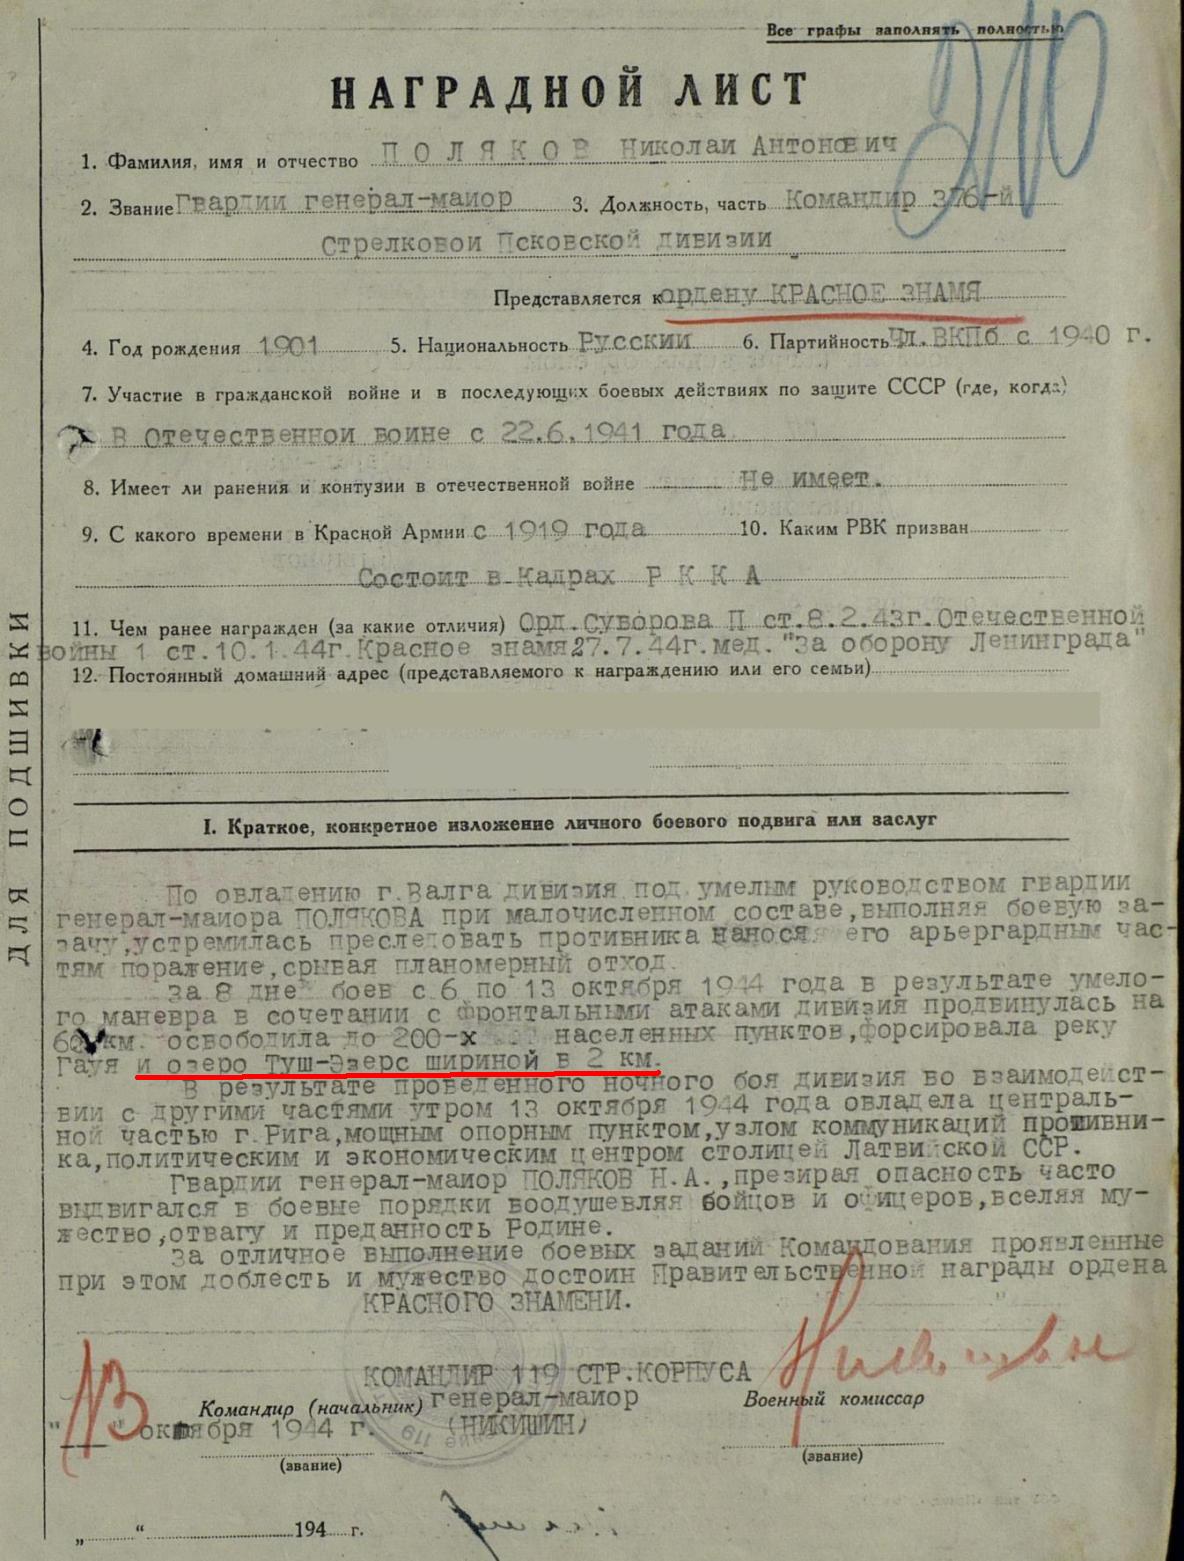 Все графы заполнять полностью
210
НАГРАДНОЙ ЛИСТ
1. Фамилия, имя и отчество ПОЛЯКОВ Николаи Антонович
2. Звание Гвардии генерал-маиор 3. Должность, часть Командир 376-й
Стрелковои Псковской дивизии
Представляется к ордену КРАСНОЕ ЗНАМЯ
4. Год рождения 1901 5. Национальность Русскии 6. Партийность Чл.ВКПб с 1940 г.
7. Участие в гражданской войне и в последующих боевых действиях по защите СССР (где, когда)
В Отечественнои воине с 22.6.1941 года
8. Имеет ли ранения и контузии в отечественной войне Не имеет.
9. С какого времени в Красной Армии с 1919 года 10. Каким РВК призван
Состоит в Кадрах РККА
11. Чем ранее награжден (за какие отличия) Орд.Суворова П ст.8.2.43г.Отечественной
войны 1 ст.10.1.44г.Красное знамя 27.7.44г.мед."За оборону Ленинграда"
12. Постоянный домашний адрес (представляемого к награждению или его семьи)
ДЛЯ ПОДШИВКИ
I. Краткое, конкретное изложение личного боевого подвига или заслуг
По овладению г.Валга дивизия под умелым руководством гвардии
генерал-маиора ПОЛЯКОВА при малочисленном составе,выполняя боевую за-
дачу,устремилась преследовать противника нанося его арьергардным час-
тям поражение,срывая планомерный отход.
За 8 дней боев с 6 по 13 октября 1944 года в результате умело-
го маневра в сочетании с фронтальными атаками дивизия продвинулась на
60 км. освободила до 200-х населенных пунктов,форсировала реку
Гауя и озеро Туш-Эзерс шириной в 2 км.
В результате проведенного ночного боя дивизия во взаимодейст-
вии с другими частями утром 13 октября 1944 года овладела централь-
ной частью г.Рига,мощным опорным пунктом,узлом коммуникаций противни-
ка,политическим и экономическим центром столицей Латвийской ССР.
Гвардии генерал-маиор ПОЛЯКОВ Н.А.,презирая опасность часто
выдвигался в боевые порядки воодушевляя бойцов и офицеров,вселяя му-
жество,отвагу и преданность Родине.
За отличное выполнение боевых заданий Командования проявленные
при этом доблесть и мужество достоин Правительственной награды ордена
КРАСНОГО ЗНАМЕНИ.
КОМАНДИР 119 СТР.КОРПУСА
Командир (начальник) генерал-маиор Военный комиссар
"13" октября 1944 г. (НИКИШИН)
(звание) (звание)
„ “ 194 г.